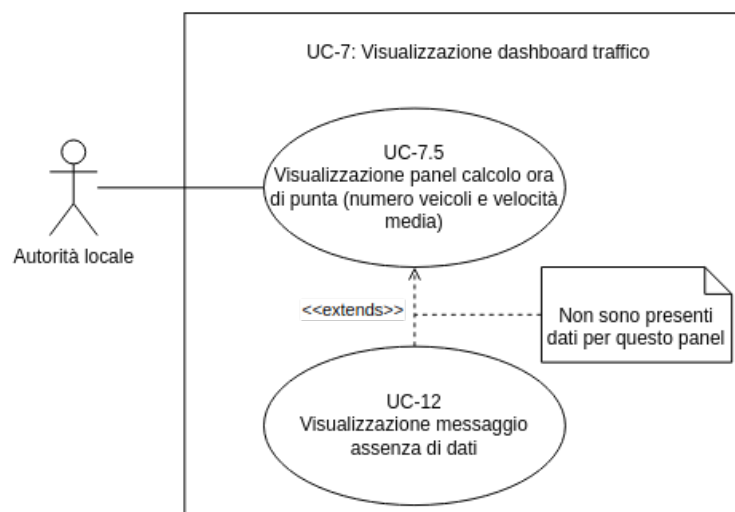 UC-7: Visualizzazione dashboard traffico
UC-7.5
Visualizzazione panel calcolo ora
di punta (numero veicoli e velocità
media)
Autorità locale
<<extends>>
Non sono presenti
dati per questo panel
UC-12
Visualizzazione messaggio
assenza di dati